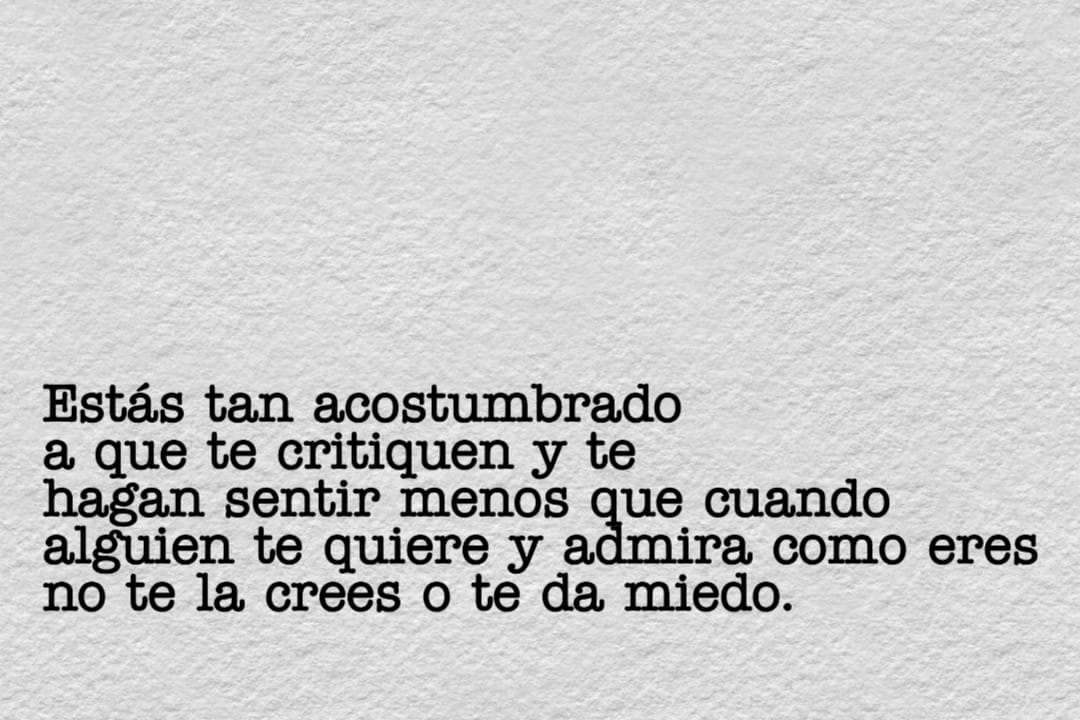 Estás tan acostumbrado
a que te critiquen y te
hagan sentir menos que cuando
alguien te quiere y admira como eres
no te la crees o te da miedo.